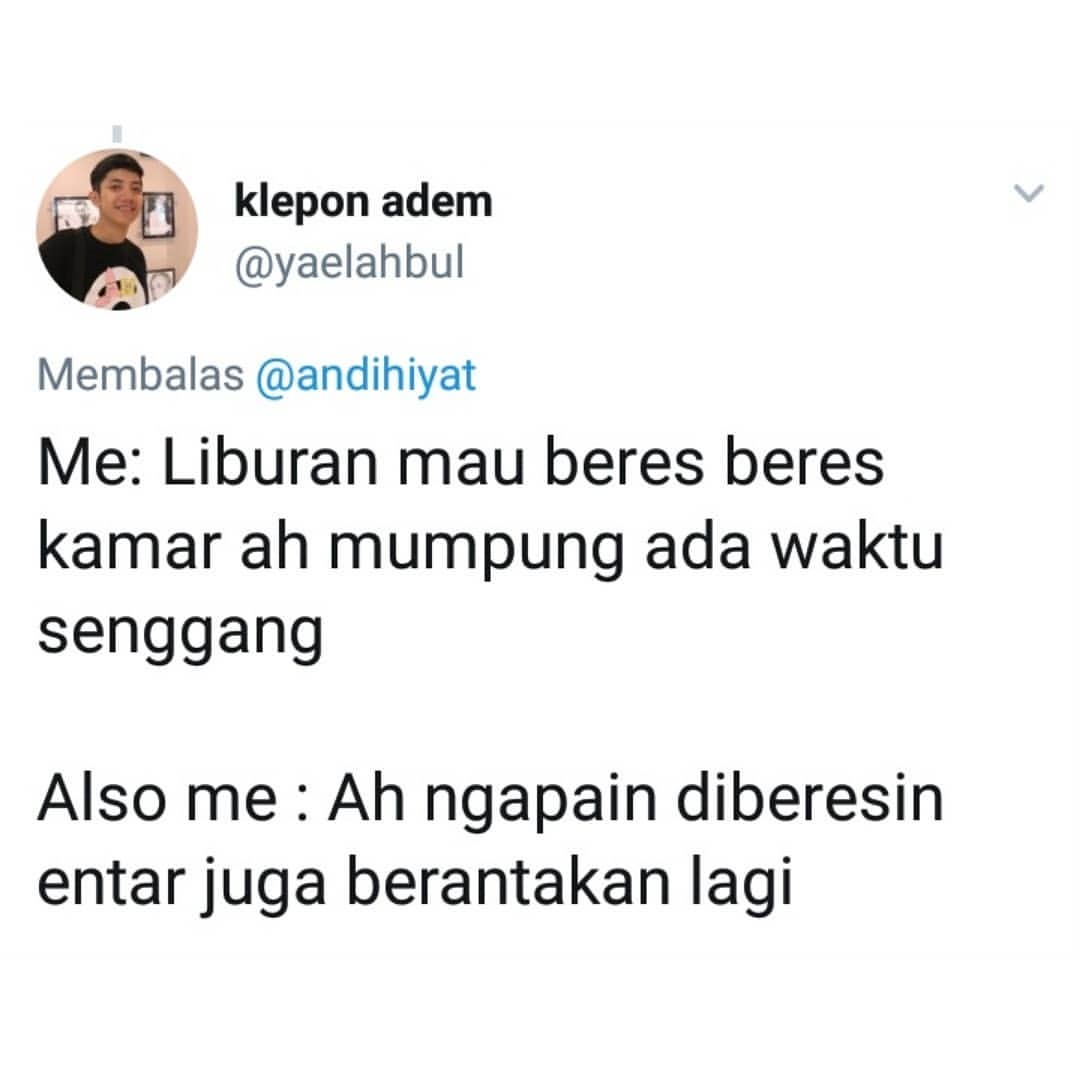 klepon adem
@yaelahbul
Membalas @andihiyat
Me: Liburan mau beres beres
kamar ah mumpung ada waktu
senggang
Also me : Ah ngapain diberesin
entar juga berantakan lagi